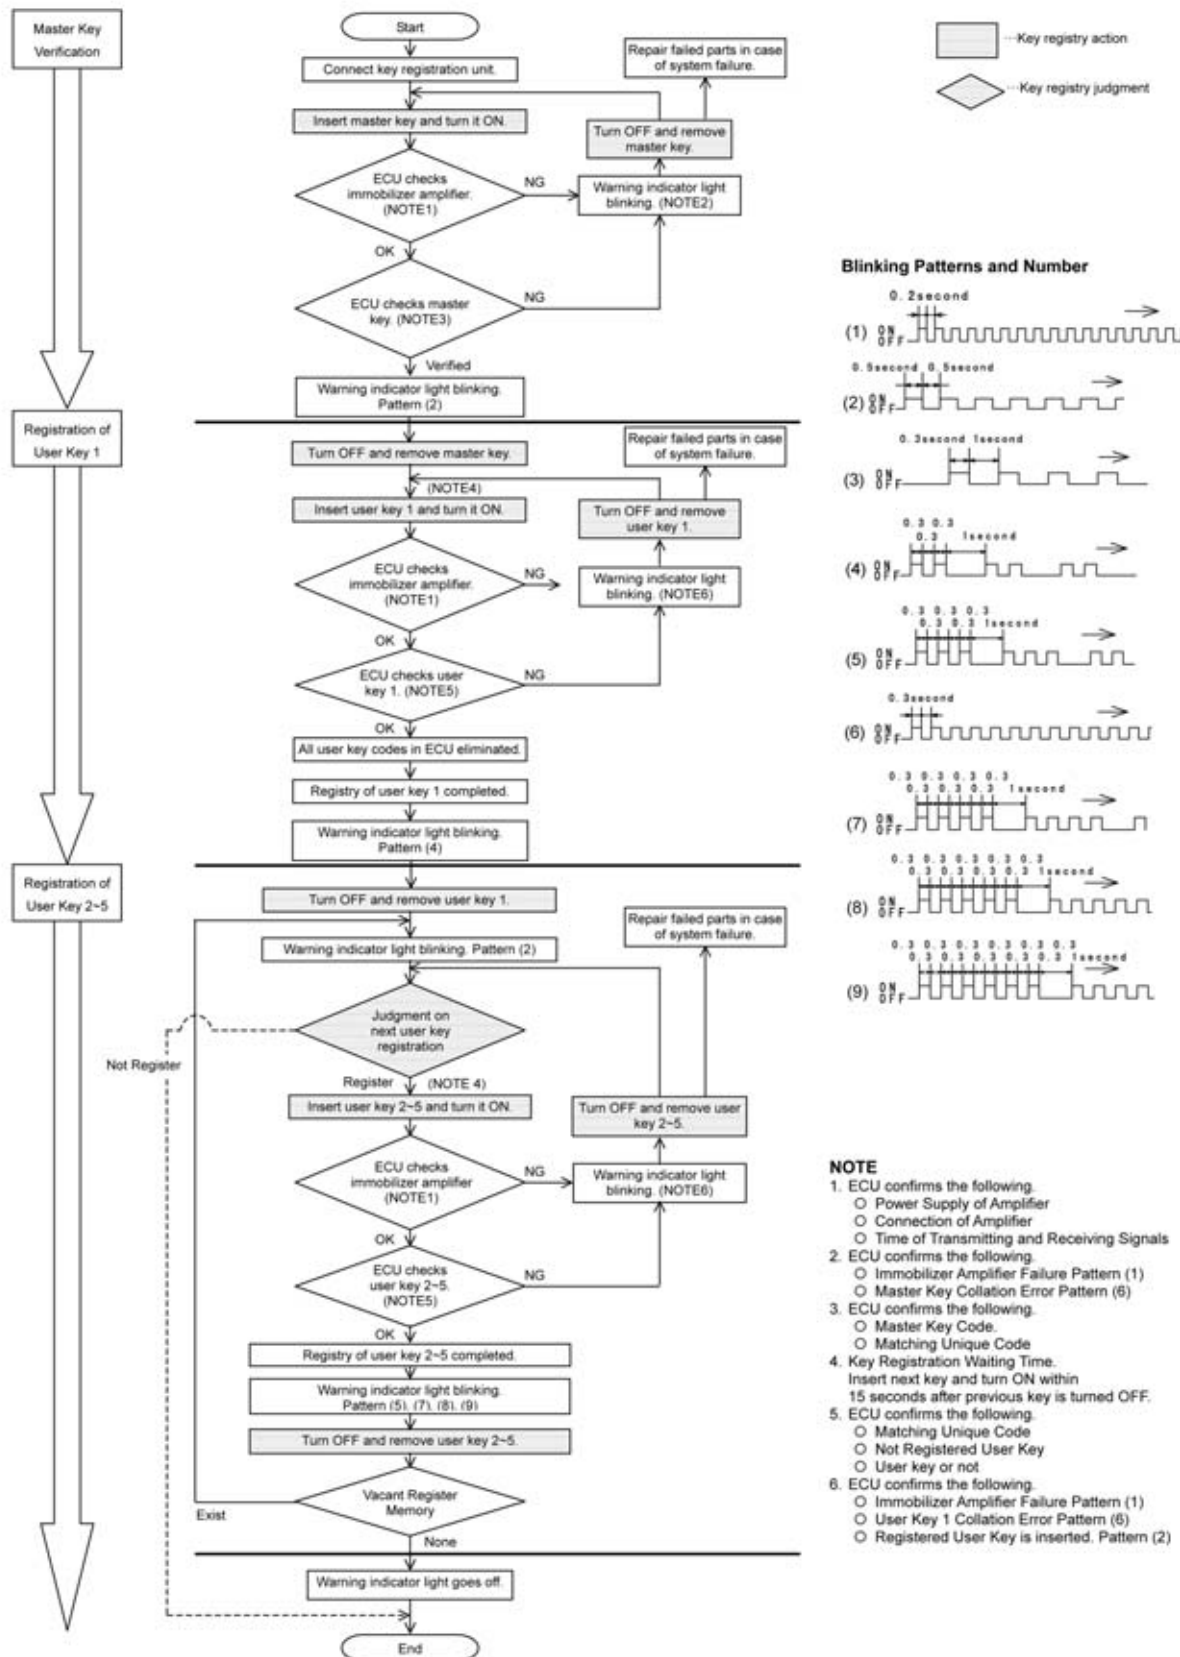 Master Key
Verification
Start
Connect key registration unit.
Insert master key and turn it ON.
ECU checks
immobilizer amplifier.
(NOTE1)
NG
OK
ECU checks master
key. (NOTE3)
NG
Verified
Warning indicator light blinking.
Pattern (2)
Repair failed parts in case
of system failure.
Turn OFF and remove
master key.
Warning indicator light
blinking. (NOTE2)
···Key registry action
···Key registry judgment
Registration of
User Key 1
Turn OFF and remove master key.
(NOTE4)
Insert user key 1 and turn it ON.
ECU checks
immobilizer amplifier.
(NOTE1)
NG
OK
ECU checks user
key 1. (NOTE5)
NG
OK
All user key codes in ECU eliminated.
Registry of user key 1 completed.
Warning indicator light blinking.
Pattern (4)
Repair failed parts in case
of system failure.
Turn OFF and remove
user key 1.
Warning indicator light
blinking. (NOTE6)
Registration of
User Key 2~5
Turn OFF and remove user key 1.
Warning indicator light blinking. Pattern (2)
Judgment on
next user key
registration
Not Register
Register (NOTE 4)
Insert user key 2~5 and turn it ON.
ECU checks
immobilizer amplifier
(NOTE1)
NG
OK
ECU checks
user key 2~5.
(NOTE5)
NG
OK
Registry of user key 2~5 completed.
Warning indicator light blinking.
Pattern (5), (7), (8), (9)
Turn OFF and remove user key 2~5.
Vacant Register
Memory
Exist
None
Warning indicator light goes off.
End
Repair failed parts in case
of system failure.
Turn OFF and remove user
key 2~5.
Warning indicator light
blinking. (NOTE6)
Blinking Patterns and Number
0.2second
(1) ON
OFF
0.5second 0.5second
(2) ON
OFF
0.3second 1second
(3) ON
OFF
0.3 0.3
0.3 1second
(4) ON
OFF
0.3 0.3 0.3
0.3 0.3 1second
(5) ON
OFF
0.3second
(6) ON
OFF
0.3 0.3 0.3 0.3
0.3 0.3 0.3 1second
(7) ON
OFF
0.3 0.3 0.3 0.3 0.3
0.3 0.3 0.3 0.3 1second
(8) ON
OFF
0.3 0.3 0.3 0.3 0.3 0.3
0.3 0.3 0.3 0.3 0.3 1second
(9) ON
OFF
NOTE
1. ECU confirms the following.
○ Power Supply of Amplifier
○ Connection of Amplifier
○ Time of Transmitting and Receiving Signals
2. ECU confirms the following.
○ Immobilizer Amplifier Failure Pattern (1)
○ Master Key Collation Error Pattern (6)
3. ECU confirms the following.
○ Master Key Code.
○ Matching Unique Code
4. Key Registration Waiting Time.
Insert next key and turn ON within
15 seconds after previous key is turned OFF.
5. ECU confirms the following.
○ Matching Unique Code
○ Not Registered User Key
○ User key or not
6. ECU confirms the following.
○ Immobilizer Amplifier Failure Pattern (1)
○ User Key 1 Collation Error Pattern (6)
○ Registered User Key is inserted. Pattern (2)